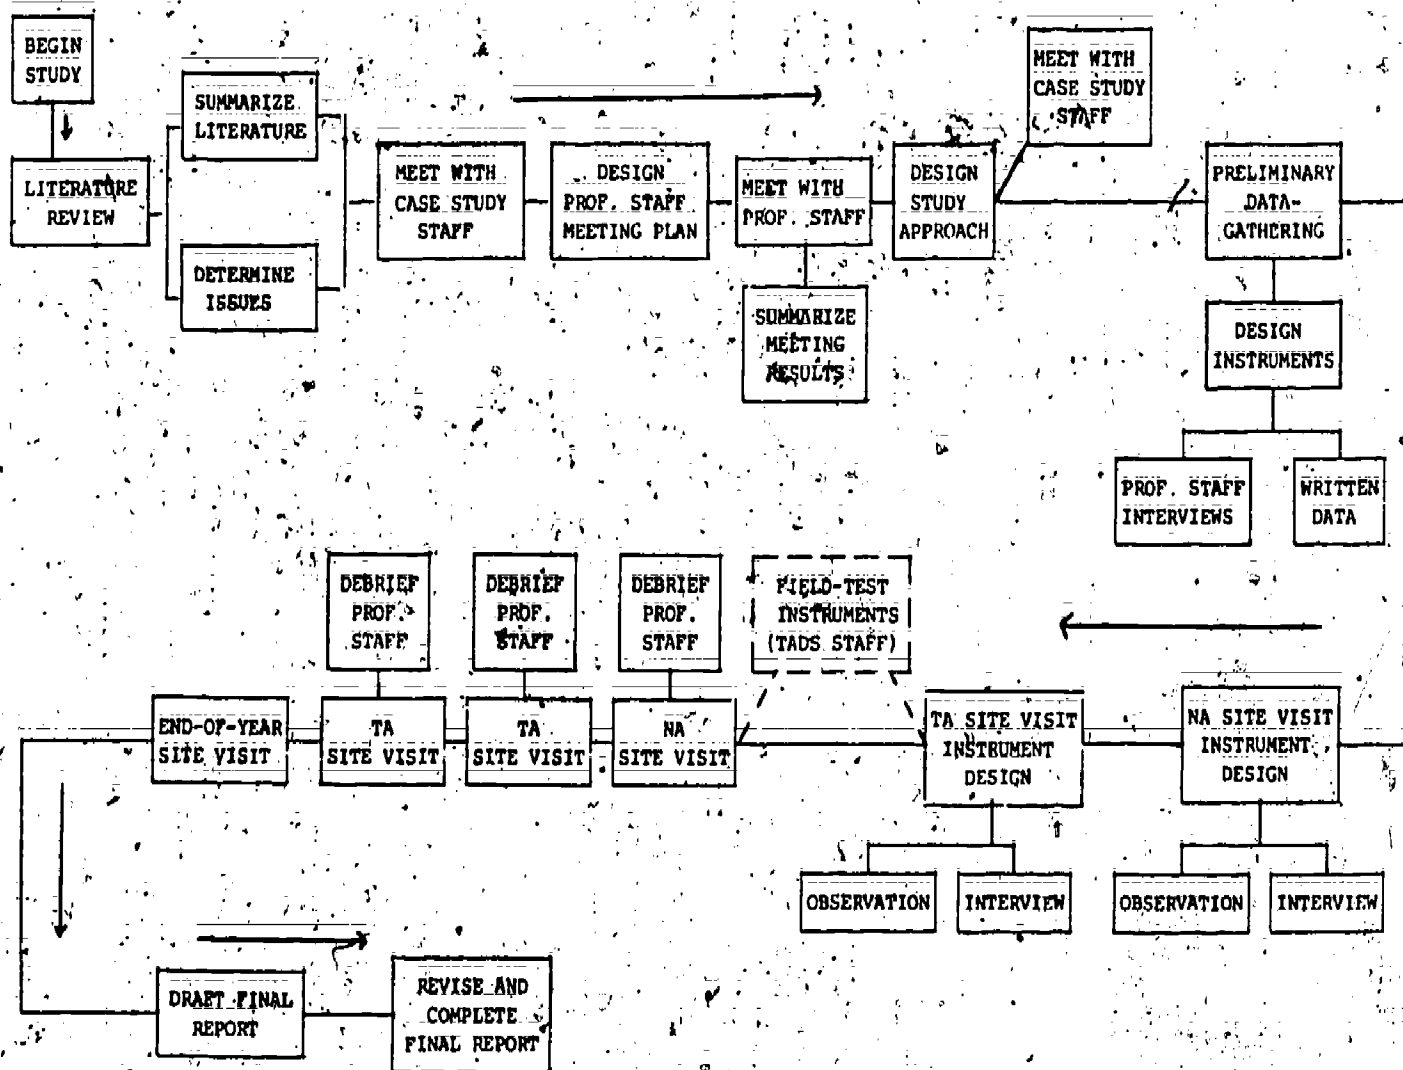 BEGIN
STUDY
LITERATURE
REVIEW
SUMMARIZE
LITERATURE
DETERMINE
ISSUES
MEET WITH
CASE STUDY
STAFF
DESIGN
PROF. STAFF
MEETING PLAN
MEET WITH
PROF. STAFF
SUMMARIZE
MEETING
RESULTS
DESIGN
STUDY
APPROACH
MEET WITH
CASE STUDY
STAFF
PRELIMINARY
DATA-
GATHERING
DESIGN
INSTRUMENTS
PROF. STAFF
INTERVIEWS
WRITTEN
DATA
NA SITE VISIT
INSTRUMENT
DESIGN
OBSERVATION
INTERVIEW
TA SITE VISIT
INSTRUMENT
DESIGN
OBSERVATION
INTERVIEW
FIELD-TEST
INSTRUMENTS
(TADS STAFF)
NA
SITE VISIT
DEBRIEF
PROF.
STAFF
TA
SITE VISIT
DEBRIEF
PROF.
STAFF
TA
SITE VISIT
DEBRIEF
PROF.
STAFF
END-OF-YEAR
SITE VISIT
DRAFT FINAL
REPORT
REVISE AND
COMPLETE
FINAL REPORT